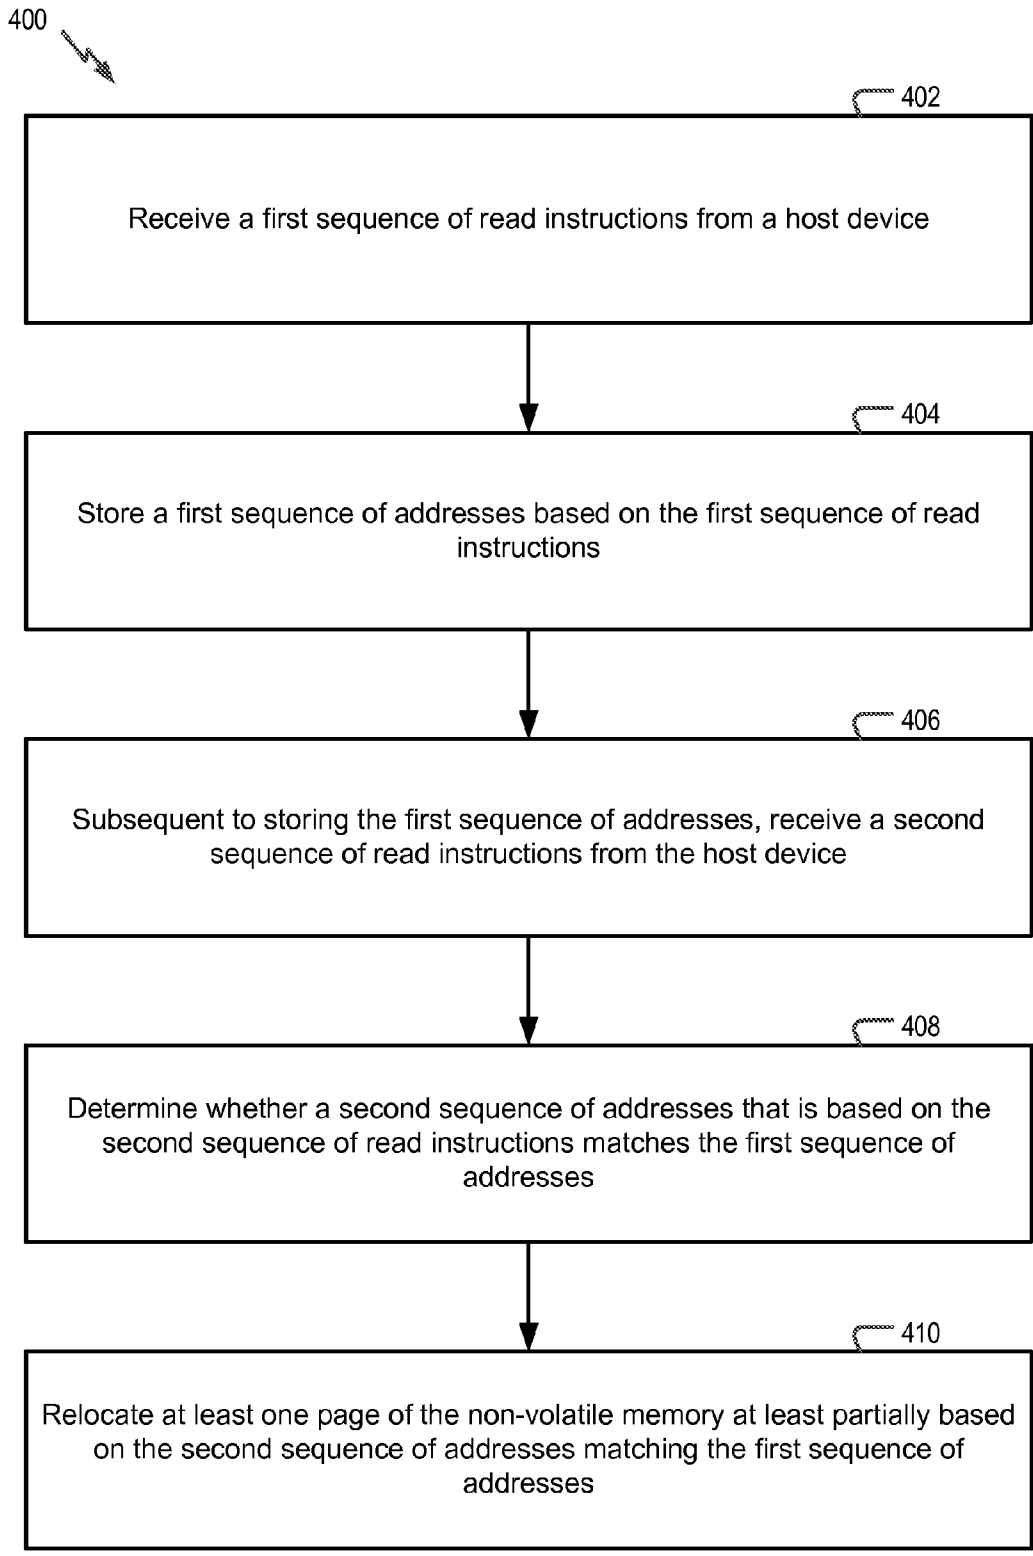 400
402
Receive a first sequence of read instructions from a host device
404
Store a first sequence of addresses based on the first sequence of read
instructions
406
Subsequent to storing the first sequence of addresses, receive a second
sequence of read instructions from the host device
408
Determine whether a second sequence of addresses that is based on the
second sequence of read instructions matches the first sequence of
addresses
410
Relocate at least one page of the non-volatile memory at least partially based
on the second sequence of addresses matching the first sequence of
addresses